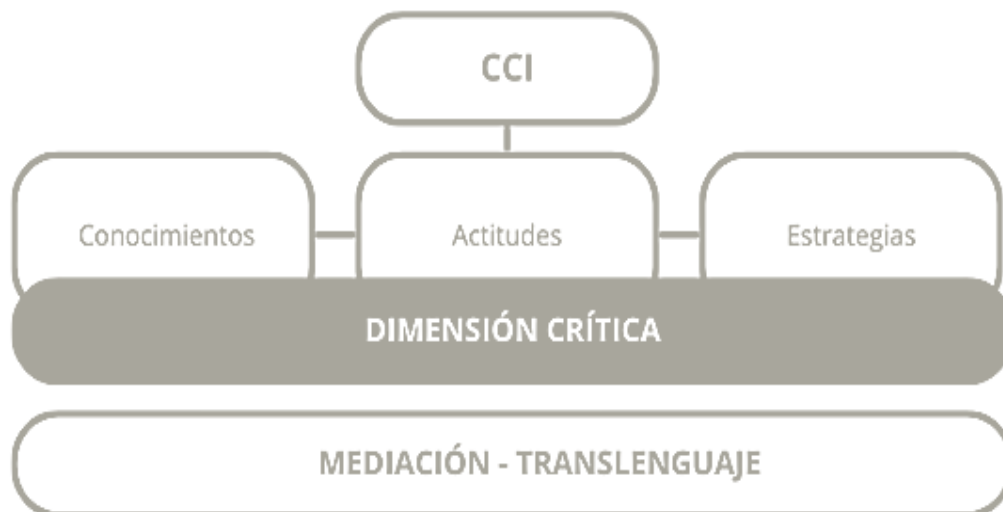 CCI
Conocimientos
Actitudes
Estrategias
DIMENSIÓN CRÍTICA
MEDIACIÓN - TRANSLENGUAJE